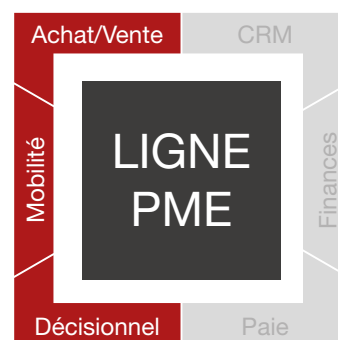 Achat/Vente
CRM
Mobilité
LIGNE
PME
Finances
Décisionnel
Paie